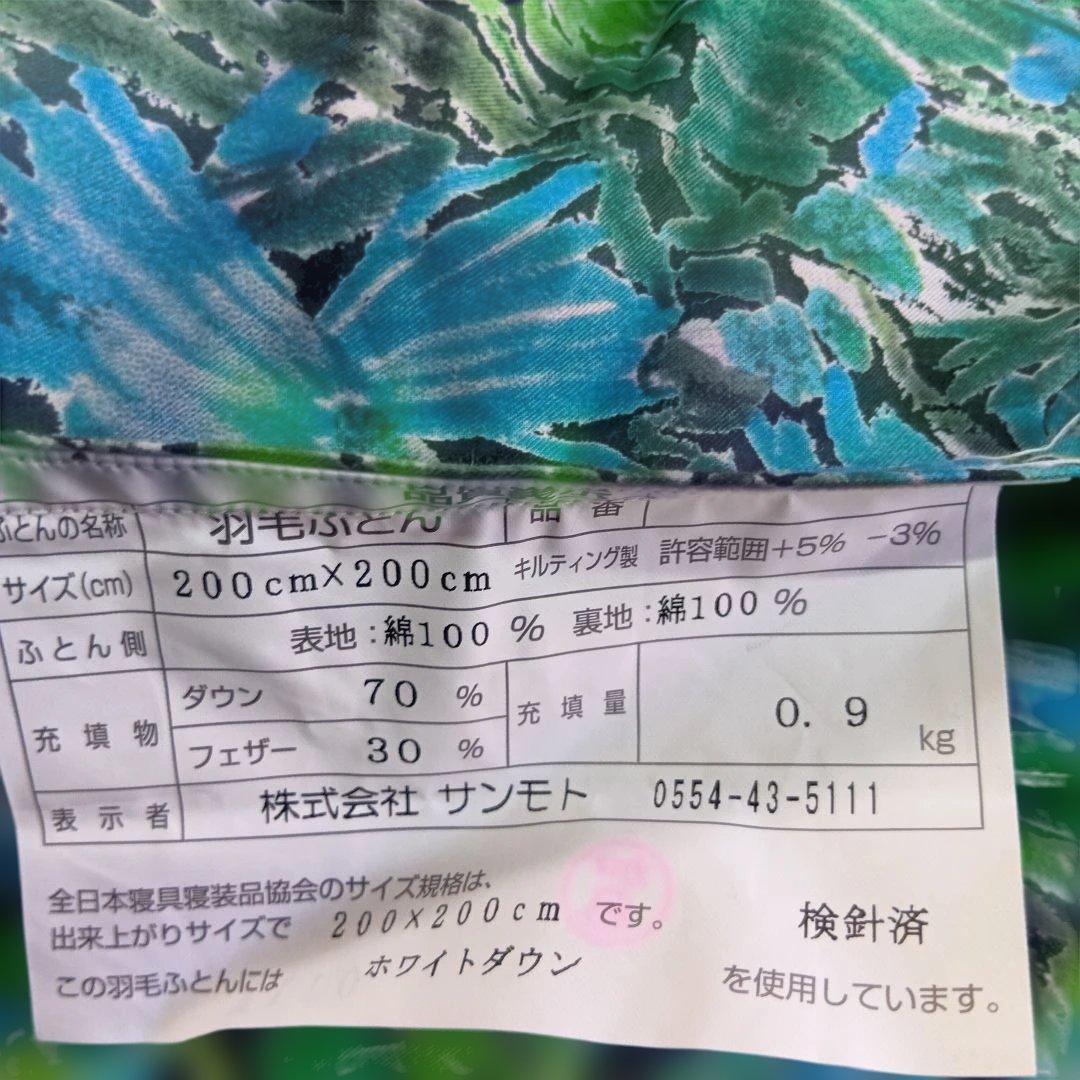 ふとんの名称 羽毛ふとん 品 番
サイズ(cm) 200cm×200cm キルティング製 許容範囲+5% -3%
ふとん側 表地:綿100% 裏地:綿100%
充填物 ダウン 70 % 充填量 0.9 kg
フェザー 30 %
表示者 株式会社 サンモト 0554-43-5111
全日本寝具寝装品協会のサイズ規格は、
出来上がりサイズで 200×200cm です。 検針済
この羽毛ふとんには ホワイトダウン を使用しています。